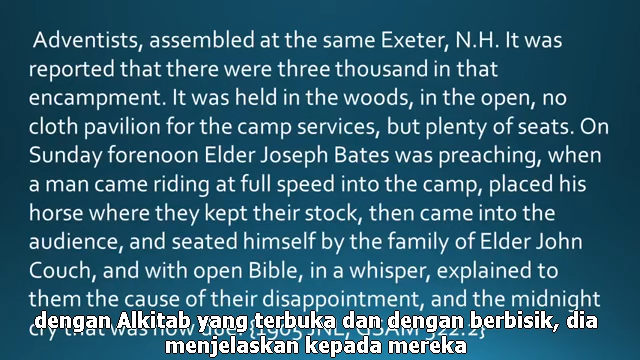 Adventists, assembled at the same Exeter, N.H. It was
reported that there were three thousand in that
encampment. It was held in the woods, in the open, no
cloth pavilion for the camp services, but plenty of seats. On
Sunday forenoon Elder Joseph Bates was preaching, when
a man came riding at full speed into the camp, placed his
horse where they kept their stock, then came into the
audience, and seated himself by the family of Elder John
Couch, and with open Bible, in a whisper, explained to
them the cause of their disappointment, and the midnight
cry that was now due. {1905 JNL, GSAM
dengan Alkitab yang terbuka dan dengan berbisik, dia
menjelaskan kepada mereka